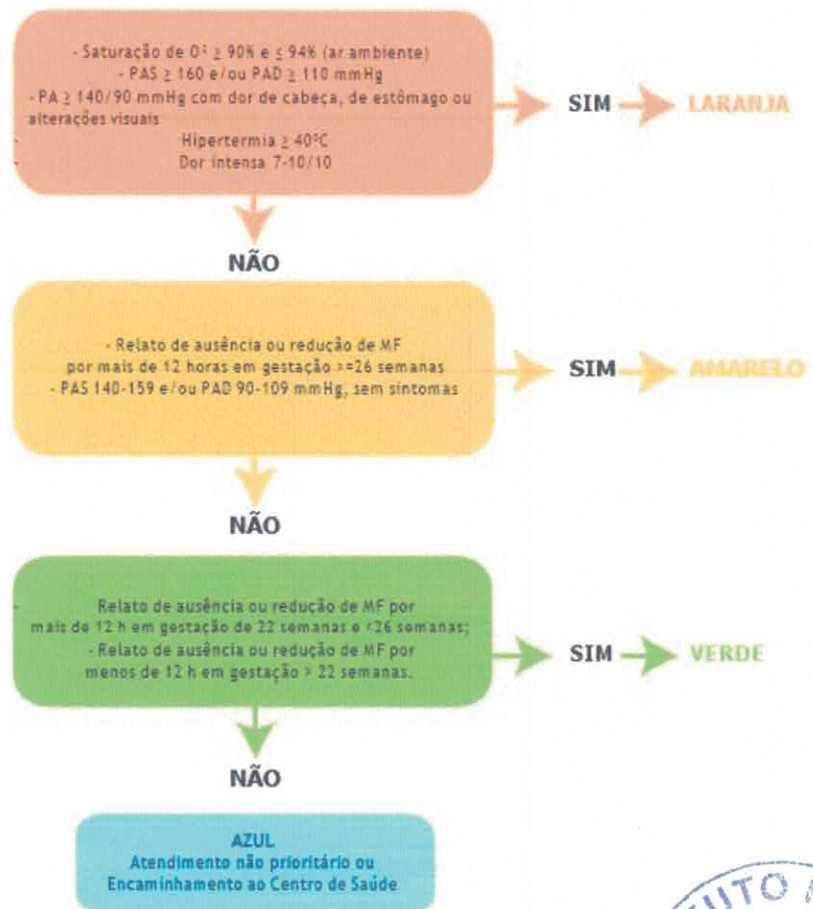 - Saturação de O² ≥ 90% e ≤ 94% (ar ambiente)
- PAS ≥ 160 e/ou PAD ≥ 110 mmHg
- PA ≥ 140/90 mmHg com dor de cabeça, de estômago ou
alterações visuais
- Hipertermia ≥ 40ºC
- Dor intensa 7-10/10
SIM
LARANJA
NÃO
- Relato de ausência ou redução de MF
por mais de 12 horas em gestação >=26 semanas
- PAS 140-159 e/ou PAD 90-109 mmHg, sem sintomas
SIM
AMARELO
NÃO
- Relato de ausência ou redução de MF por
mais de 12 h em gestação de 22 semanas e <26 semanas;
- Relato de ausência ou redução de MF por
menos de 12 h em gestação > 22 semanas.
SIM
VERDE
NÃO
AZUL
Atendimento não prioritário ou
Encaminhamento ao Centro de Saúde